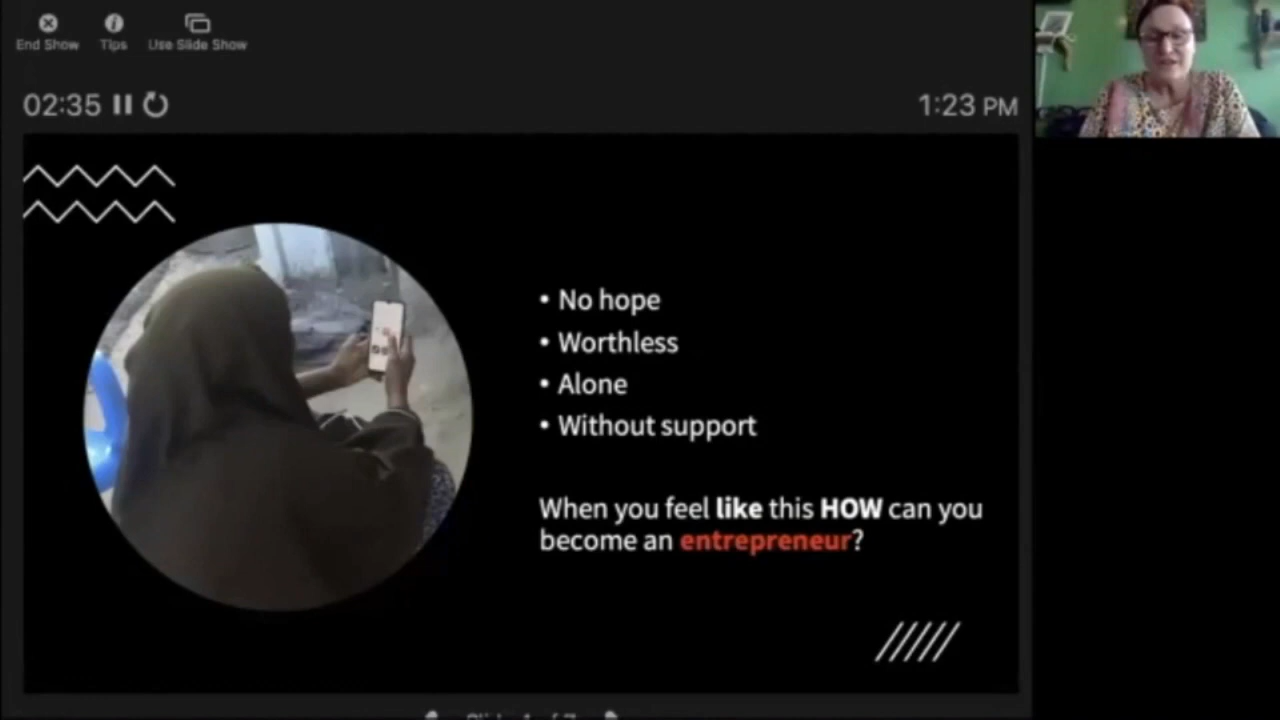 End Show Tips Use Slide Show
02:35
1:23 PM
• No hope
• Worthless
• Alone
• Without support
When you feel like this HOW can you
become an entrepreneur?